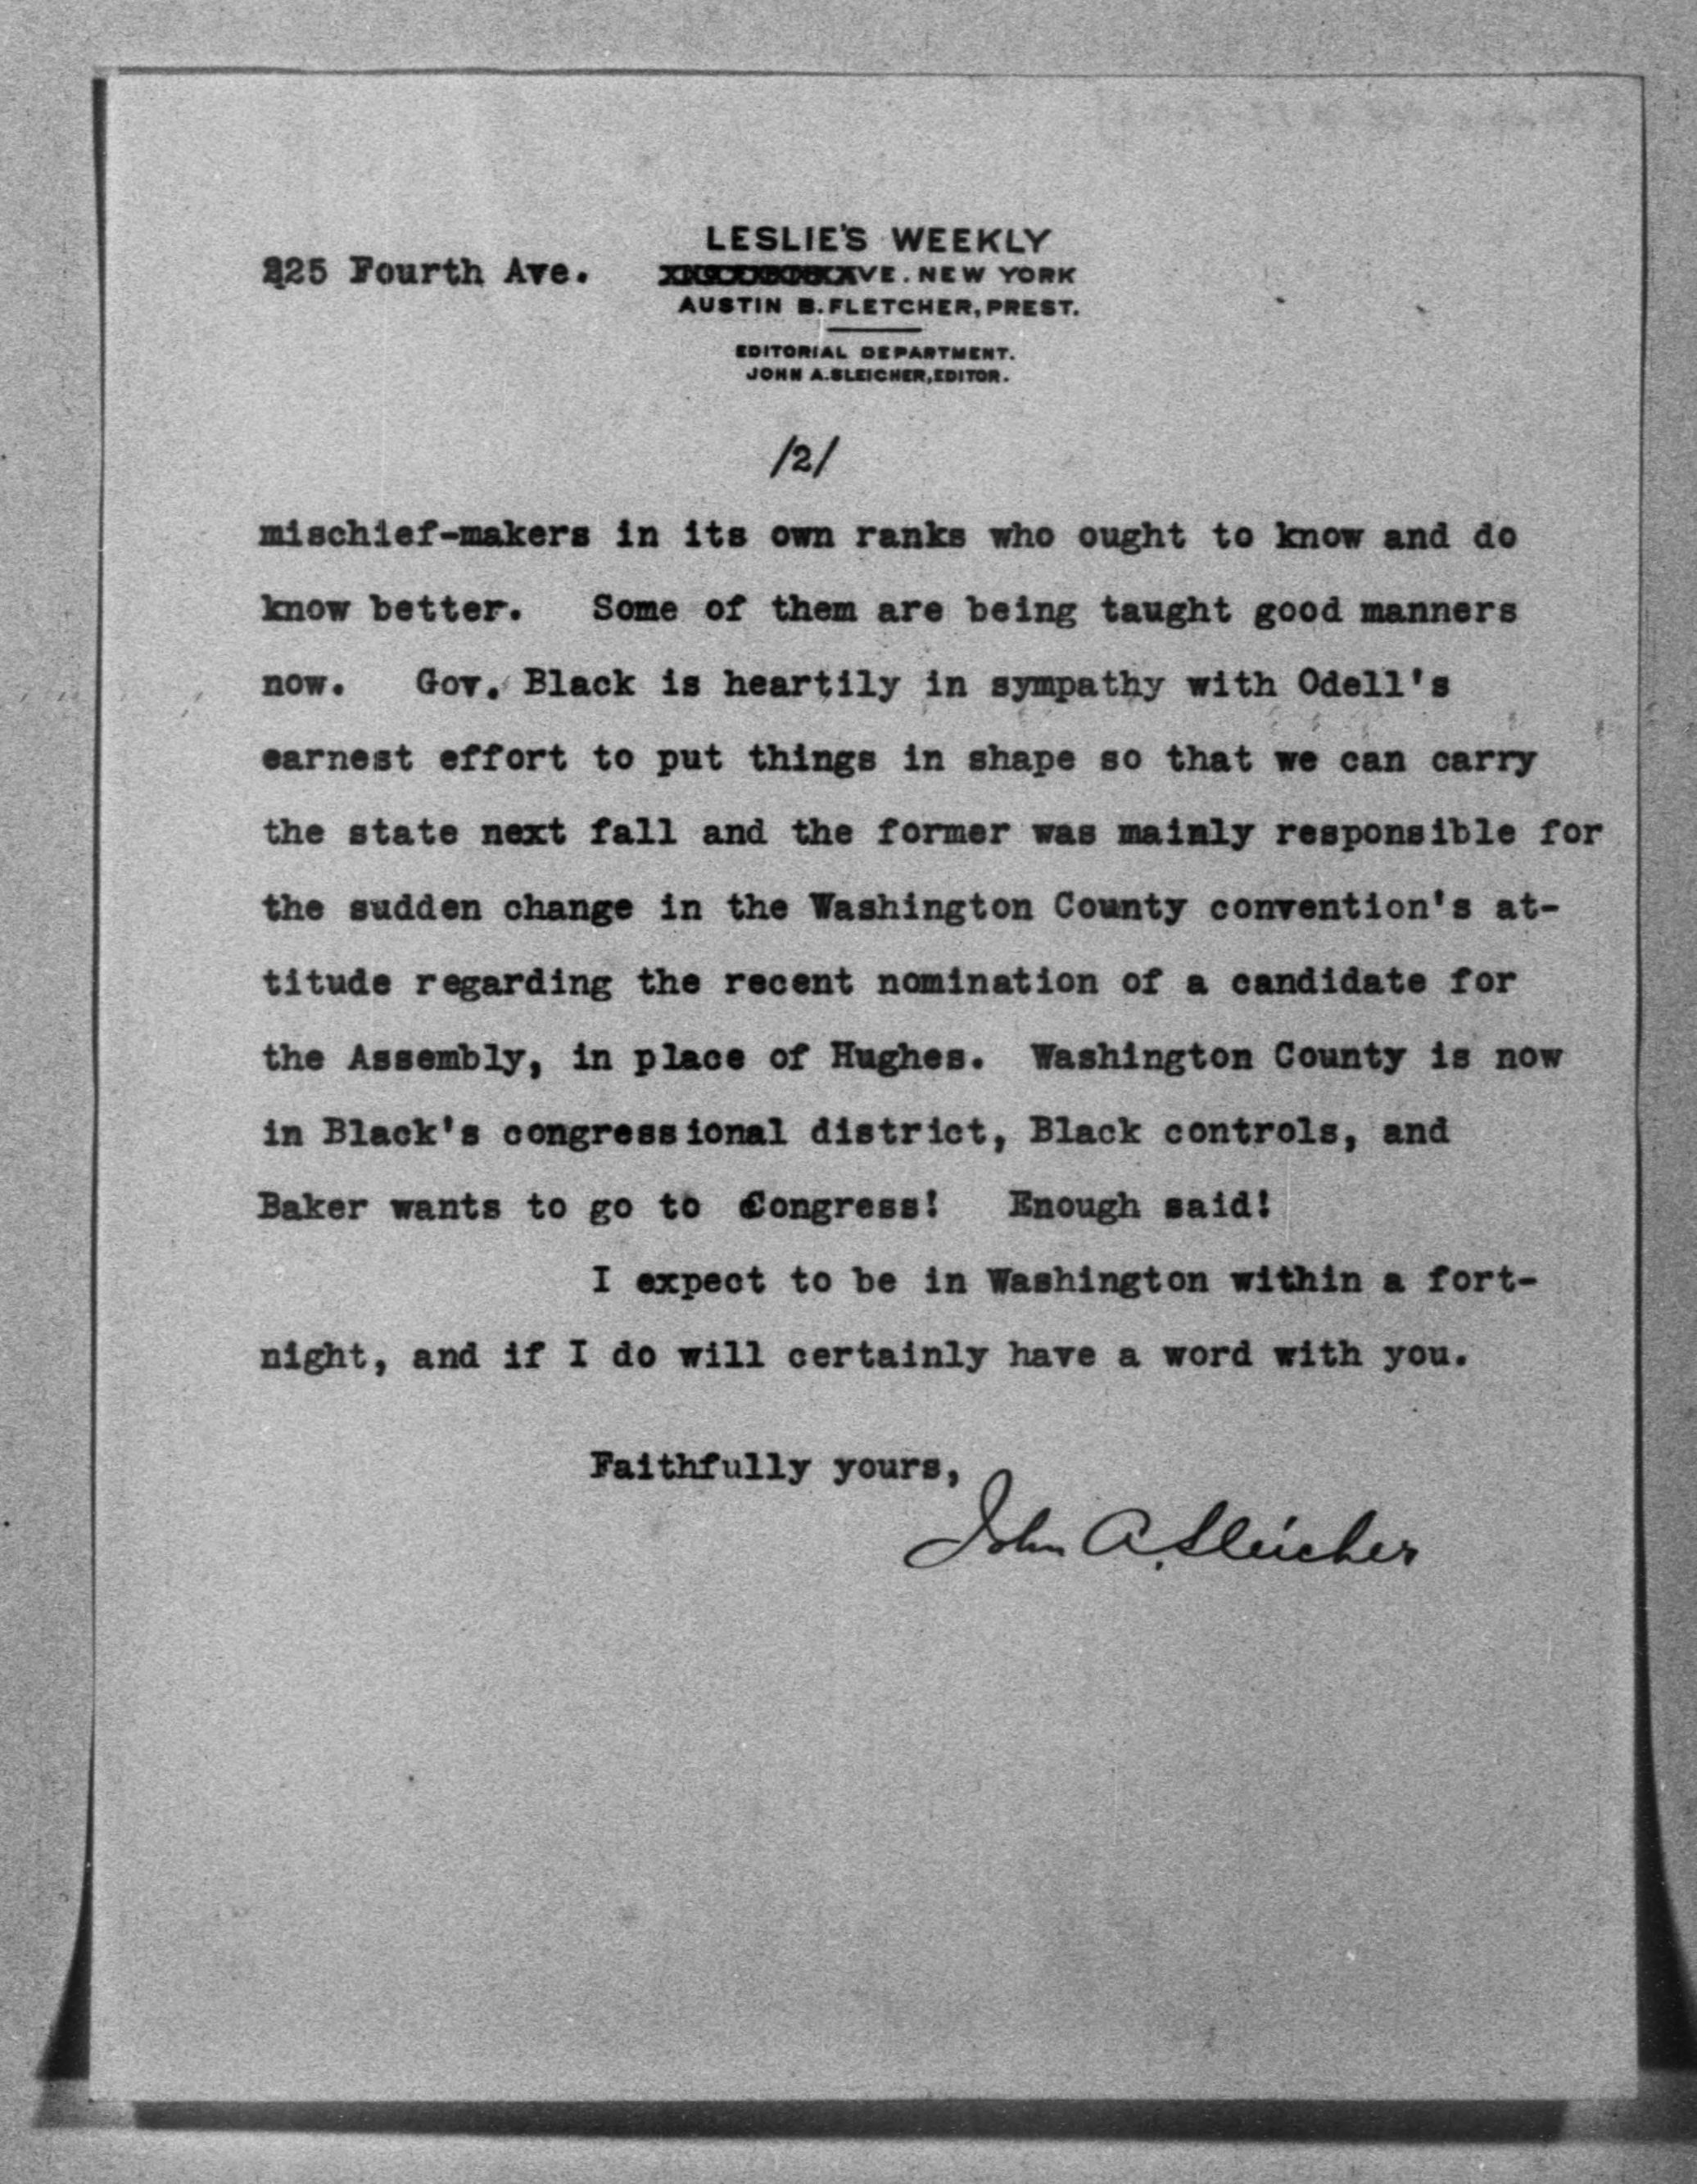 LESLIE'S WEEKLY
225 Fourth Ave. AVE. NEW YORK
AUSTIN B. FLETCHER, PREST.
EDITORIAL DEPARTMENT.
JOHN A. SLEICHER, EDITOR.
/2/
mischief-makers in its own ranks who ought to know and do
know better. Some of them are being taught good manners
now. Gov. Black is heartily in sympathy with Odell's
earnest effort to put things in shape so that we can carry
the state next fall and the former was mainly responsible for
the sudden change in the Washington County convention's at-
titude regarding the recent nomination of a candidate for
the Assembly, in place of Hughes. Washington County is now
in Black's congressional district, Black controls, and
Baker wants to go to Congress! Enough said!
I expect to be in Washington within a fort-
night, and if I do will certainly have a word with you.
Faithfully yours,
John A. Sleicher